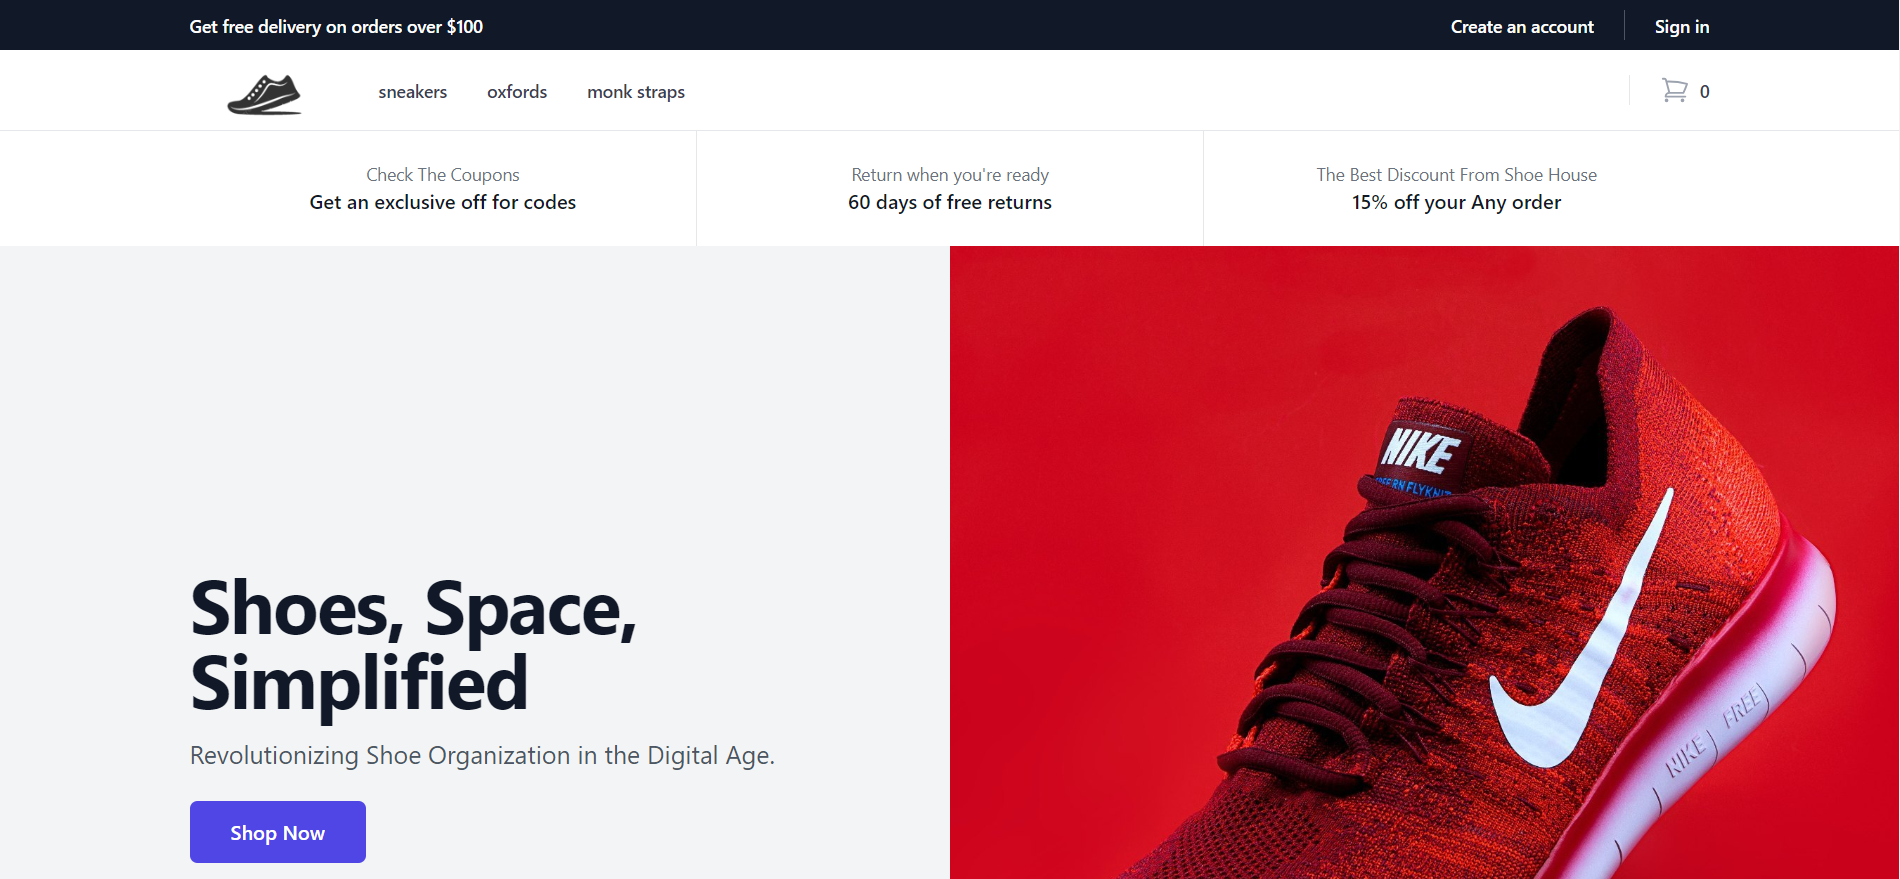 Get free delivery on orders over $100
Create an account
Sign in
sneakers
oxfords
monk straps
0
Check The Coupons
Get an exclusive off for codes
Return when you're ready
60 days of free returns
The Best Discount From Shoe House
15% off your Any order
NIKE
Shoes, Space,
Simplified
Revolutionizing Shoe Organization in the Digital Age.
Shop Now
NIKE
FREE